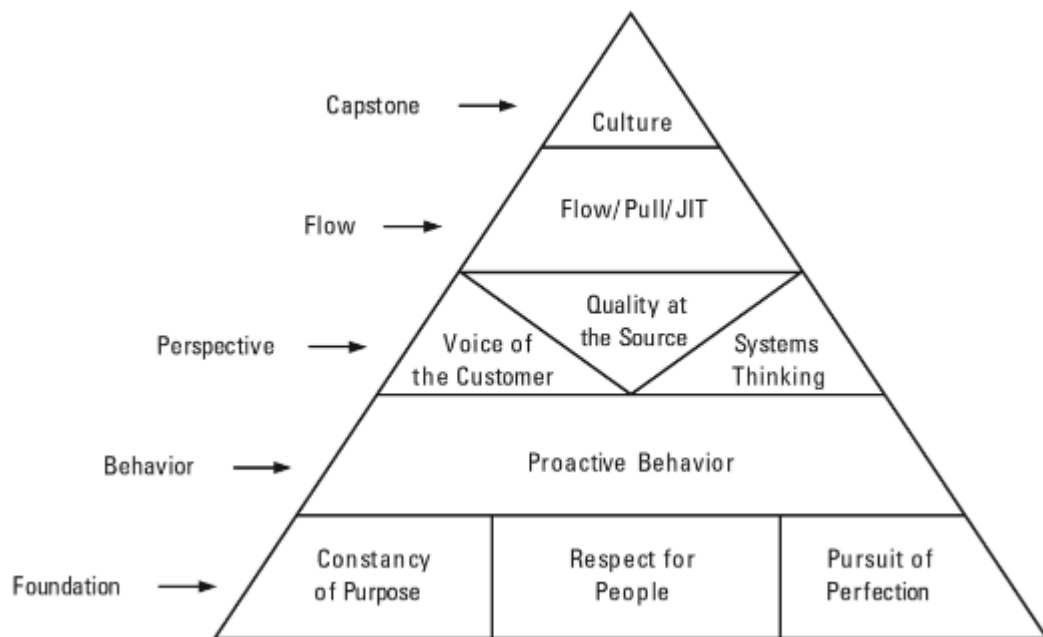 Capstone
Culture
Flow
Flow/Pull/JIT
Perspective
Voice of
the Customer
Quality at
the Source
Systems
Thinking
Behavior
Proactive Behavior
Foundation
Constancy
of Purpose
Respect for
People
Pursuit of
Perfection